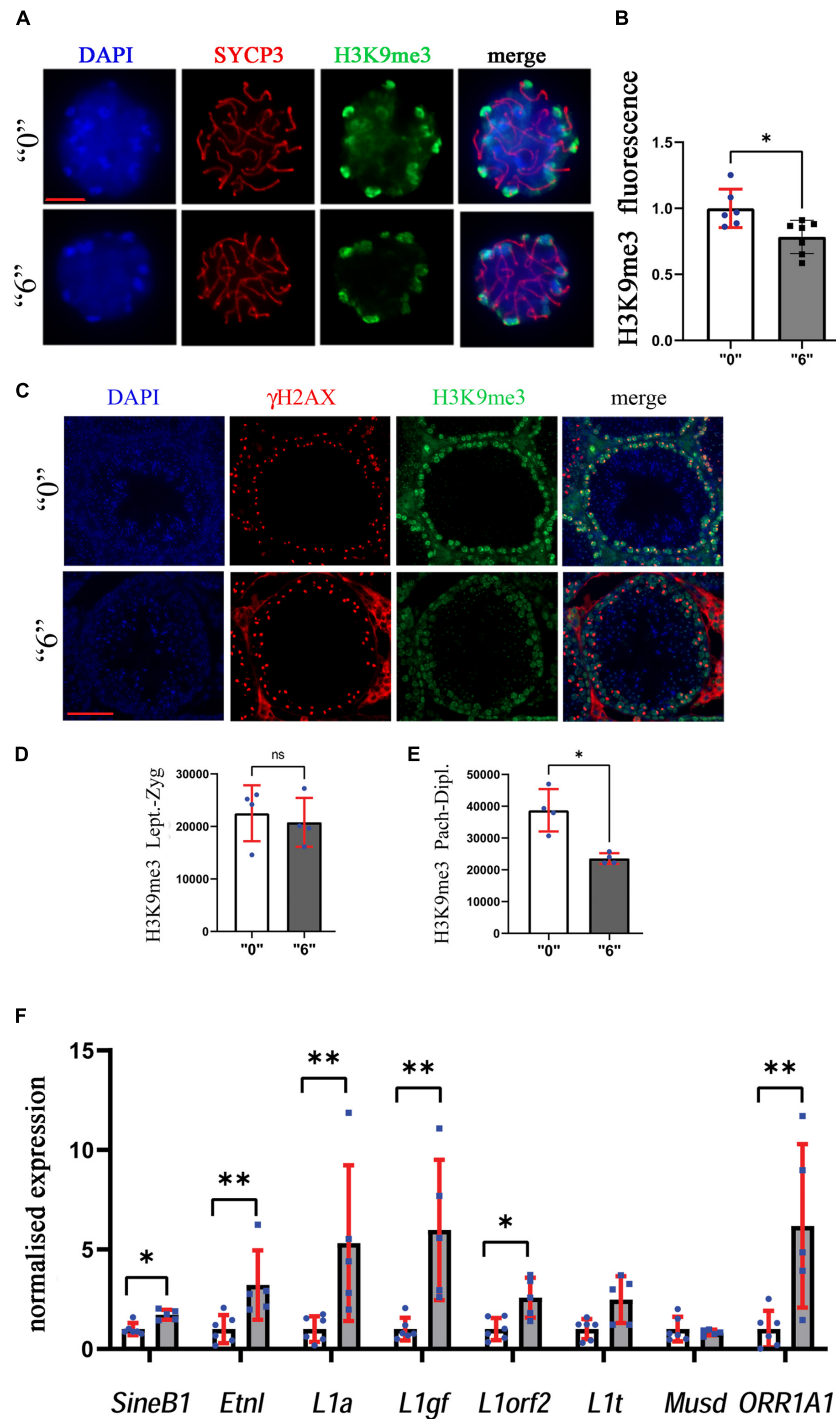 A
B
DAPI SYCP3 H3K9me3 merge
"0"
"6"
H3K9me3 fluorescence
1.5
1.0
0.5
0.0
*
"0" "6"
C
DAPI γH2AX H3K9me3 merge
"0"
"6"
D
H3K9me3 Lept.-Zyg
30000
20000
10000
0
ns
"0" "6"
E
H3K9me3 Pach-Dipl.
50000
40000
30000
20000
10000
0
*
"0" "6"
F
normalised expression
15
10
5
0
* ** ** ** * **
SineB1 Etnl L1a L1gf L1orf2 L1t Musd ORR1A1